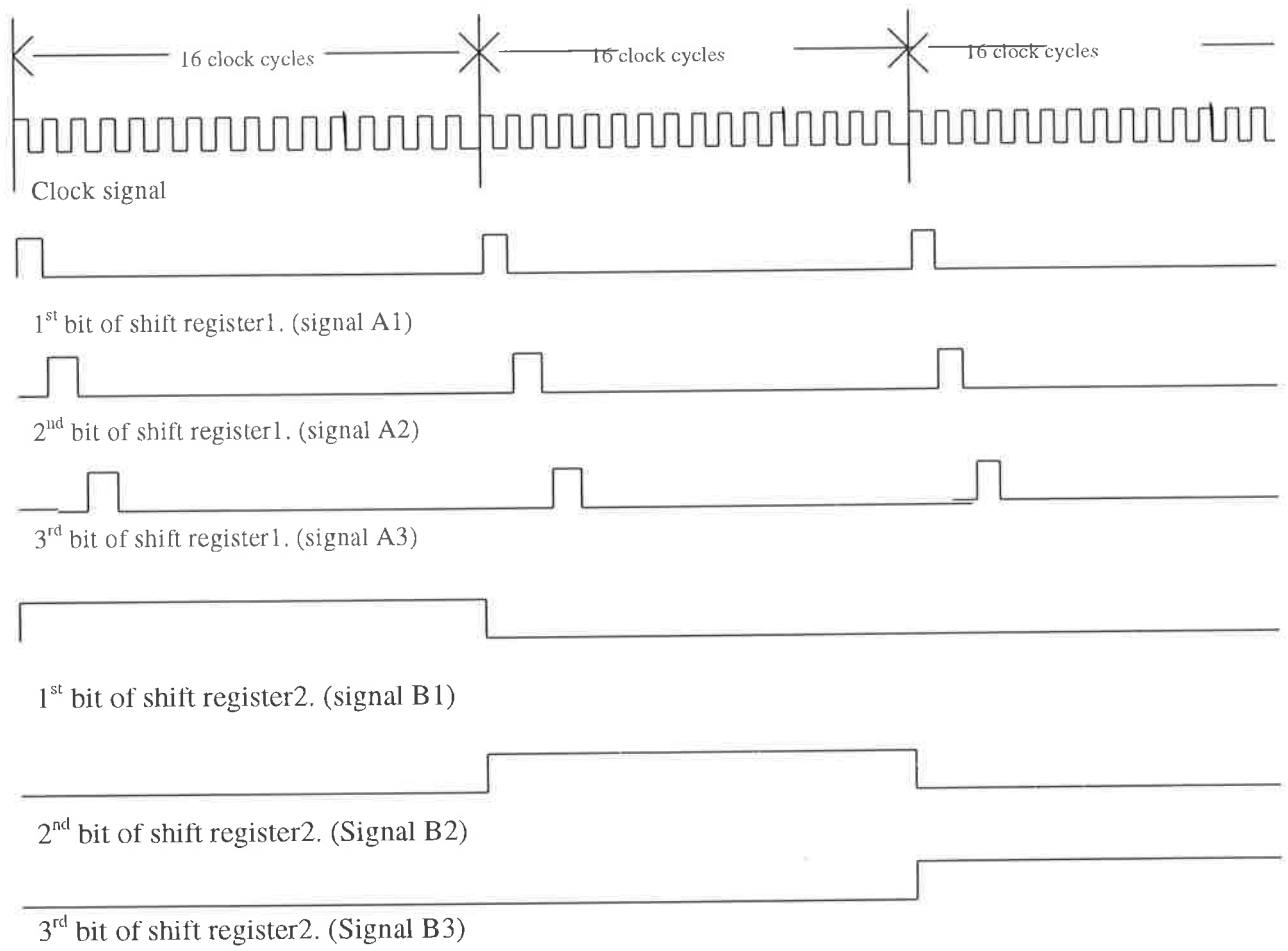 16 clock cycles
16 clock cycles
16 clock cycles
Clock signal
1st bit of shift register1. (signal A1)
2nd bit of shift register1. (signal A2)
3rd bit of shift register1. (signal A3)
1st bit of shift register2. (signal B1)
2nd bit of shift register2. (Signal B2)
3rd bit of shift register2. (Signal B3)